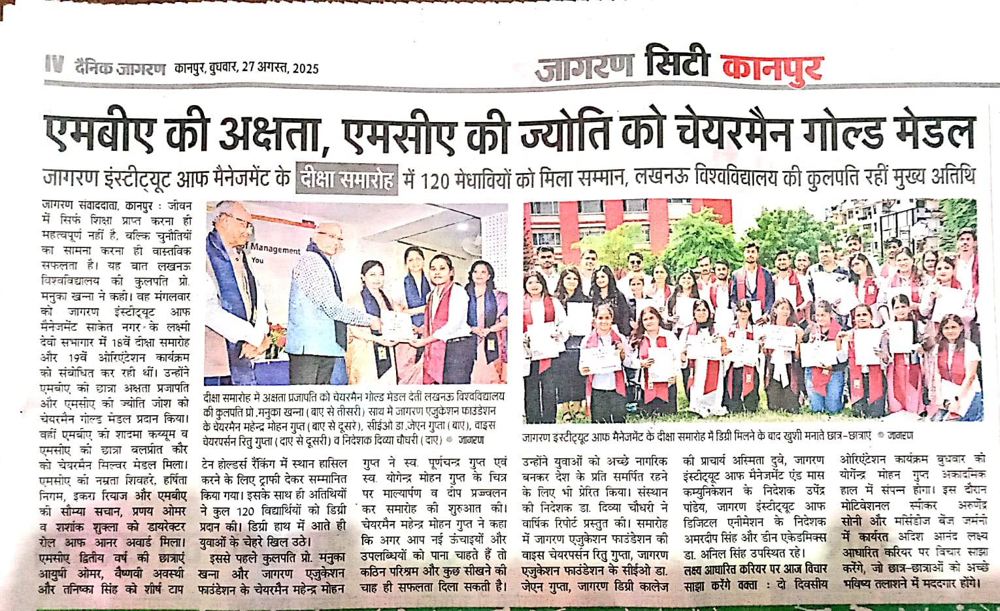 IV दैनिक जागरण कानपुर, बुधवार, 27 अगस्त, 2025
जागरण सिटी कानपुर
एमबीए की अक्षता, एमसीए की ज्योति को चेयरमैन गोल्ड मेडल
जागरण इंस्टीट्यूट आफ मैनेजमेंट के दीक्षा समारोह में 120 मेधावियों को मिला सम्मान, लखनऊ विश्वविद्यालय की कुलपति रहीं मुख्य अतिथि
जागरण संवाददाता, कानपुर : जीवन
में सिर्फ शिक्षा प्राप्त करना ही
महत्वपूर्ण नहीं है, बल्कि चुनौतियों
का सामना करना ही वास्तविक
सफलता है। यह बात लखनऊ
विश्वविद्यालय की कुलपति प्रो.
मनुका खन्ना ने कही। वह मंगलवार
को जागरण इंस्टीट्यूट आफ
मैनेजमेंट साकेत नगर के लक्ष्मी
देवी सभागार में 18वें दीक्षा समारोह
और 19वें ओरिएंटेशन कार्यक्रम
को संबोधित कर रही थीं। उन्होंने
एमबीए की छात्रा अक्षता प्रजापति
और एमसीए की ज्योति जोश को
चेयरमैन गोल्ड मेडल प्रदान किया।
वहीं एमबीए की शादमा कय्यूम व
एमसीए की छात्रा बलप्रीत कौर
को चेयरमैन सिल्वर मेडल मिला।
एमसीए की नम्रता शिवहरे, हर्षिता
निगम, इकरा रियाज और एमबीए
की सौम्या सचान, प्रणय ओमर
व शशांक शुक्ला को डायरेक्टर
रोल आफ आनर अवार्ड मिला।
एमसीए द्वितीय वर्ष की छात्राएं
आयुषी ओमर, वैष्णवी अवस्थी
और तनिष्का सिंह को शीर्ष टाप
of Management
You
दीक्षा समारोह में अक्षता प्रजापति को चेयरमैन गोल्ड मेडल देतीं लखनऊ विश्वविद्यालय
की कुलपति प्रो .मनुका खन्ना ( बाएं से तीसरी ) साथ में जागरण एजुकेशन फाउंडेशन
के चेयरमैन महेन्द्र मोहन गुप्त ( बाएं से दूसरे ), सीईओ डा .जेएन गुप्ता ( बाएं ), वाइस
चेयरपर्सन रितु गुप्ता ( दाएं से दूसरी ) व निदेशक दिव्या चौधरी ( दाएं ) ● जागरण
टेन होल्डर्स रैंकिंग में स्थान हासिल
करने के लिए ट्राफी देकर सम्मानित
किया गया। इसके साथ ही अतिथियों
ने कुल 120 विद्यार्थियों को डिग्री
प्रदान की। डिग्री हाथ में आते ही
युवाओं के चेहरे खिल उठे।
इससे पहले कुलपति प्रो. मनुका
खन्ना और जागरण एजुकेशन
फाउंडेशन के चेयरमैन महेन्द्र मोहन
गुप्त ने स्व. पूर्णचन्द्र गुप्त एवं
स्व. योगेन्द्र मोहन गुप्त के चित्र
पर माल्यार्पण व दीप प्रज्ज्वलन
कर समारोह की शुरुआत की।
चेयरमैन महेन्द्र मोहन गुप्त ने कहा
कि अगर आप नई ऊंचाइयों और
उपलब्धियों को पाना चाहते हैं तो
कठिन परिश्रम और कुछ सीखने की
चाह ही सफलता दिला सकती है।
जागरण इंस्टीट्यूट आफ मैनेजमेंट के दीक्षा समारोह में डिग्री मिलने के बाद खुशी मनाते छात्र-छात्राएं ● जागरण
उन्होंने युवाओं को अच्छे नागरिक
बनकर देश के प्रति समर्पित रहने
के लिए भी प्रेरित किया। संस्थान
की निदेशक डा. दिव्या चौधरी ने
वार्षिक रिपोर्ट प्रस्तुत की। समारोह
में जागरण एजुकेशन फाउंडेशन की
वाइस चेयरपर्सन रितु गुप्ता, जागरण
एजुकेशन फाउंडेशन के सीईओ डा.
जेएन गुप्ता, जागरण डिग्री कालेज
की प्राचार्य अस्मिता दुबे, जागरण
इंस्टीट्यूट आफ मैनेजमेंट एंड मास
कम्युनिकेशन के निदेशक उपेंद्र
पांडेय, जागरण इंस्टीट्यूट आफ
डिजिटल एनीमेशन के निदेशक
अमरदीप सिंह और डीन एकेडमिक्स
डा. अनिल सिंह उपस्थित रहे।
लक्ष्य आधारित करियर पर आज विचार
साझा करेंगे वक्ता : दो दिवसीय
ओरिएंटेशन कार्यक्रम बुधवार को
योगेंन्द्र मोहन गुप्त अकादमिक
हाल में संपन्न होगा। इस दौरान
मोटिवेशनल स्पीकर अरुणेंद्र
सोनी और मर्सिडीज बेंज जर्मनी
में कार्यरत अदिश आनंद लक्ष्य
आधारित करियर पर विचार साझा
करेंगे, जो छात्र-छात्राओं को अच्छे
भविष्य तलाशने में मददगार होंगे।